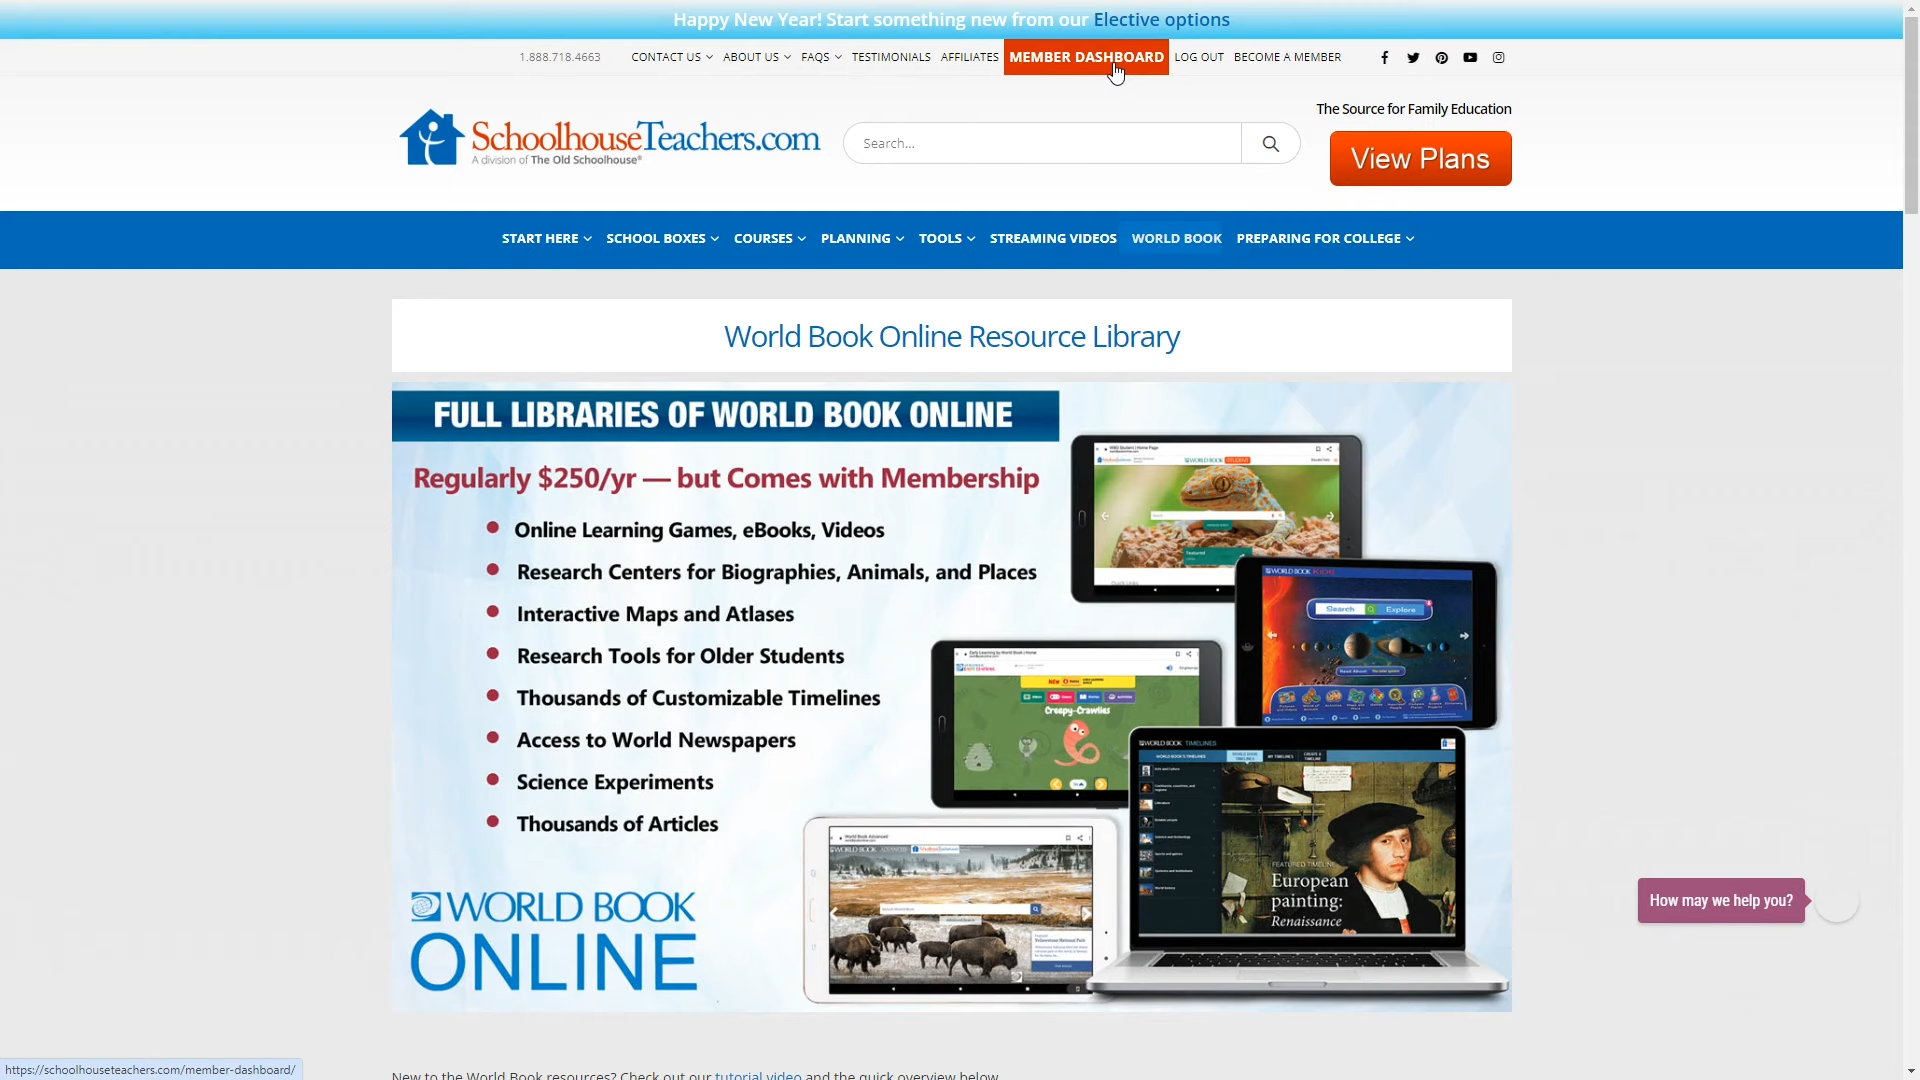 Happy New Year! Start something new from our Elective options
1.888.718.4663 CONTACT US ABOUT US FAQS TESTIMONIALS AFFILIATES MEMBER DASHBOARD LOG OUT BECOME A MEMBER
The Source for Family Education
SchoolhouseTeachers.com
A division of The Old Schoolhouse®
Search...
View Plans
START HERE SCHOOL BOXES COURSES PLANNING TOOLS STREAMING VIDEOS WORLD BOOK PREPARING FOR COLLEGE
World Book Online Resource Library
FULL LIBRARIES OF WORLD BOOK ONLINE
Regularly $250/yr — but Comes with Membership
Online Learning Games, eBooks, Videos
Research Centers for Biographies, Animals, and Places
Interactive Maps and Atlases
Research Tools for Older Students
Thousands of Customizable Timelines
Access to World Newspapers
Science Experiments
Thousands of Articles
WORLD BOOK
ONLINE
Search Explore
Creepy-Crawlies
WORLD BOOK TIMELINES
FEATURED TIMELINE
European
painting:
Renaissance
How may we help you?
New to the World Book resources? Check out our tutorial video and the quick overview below.
https://schoolhouseteachers.com/member-dashboard/